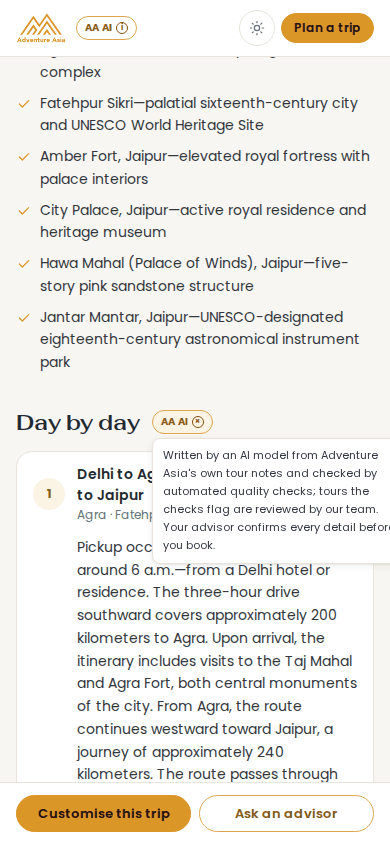 Adventure Asia
AA AI i
Plan a trip
complex
Fatehpur Sikri—palatial sixteenth-century city
and UNESCO World Heritage Site
Amber Fort, Jaipur—elevated royal fortress with
palace interiors
City Palace, Jaipur—active royal residence and
heritage museum
Hawa Mahal (Palace of Winds), Jaipur—five-
story pink sandstone structure
Jantar Mantar, Jaipur—UNESCO-designated
eighteenth-century astronomical instrument
park
Day by day
AA AI
Written by an AI model from Adventure
Asia's own tour notes and checked by
automated quality checks; tours the
checks flag are reviewed by our team.
Your advisor confirms every detail before
you book.
1
Delhi to
to Jaipur
Agra ·
Pickup
around 6 a.m.—from a Delhi hotel or
residence. The three-hour drive
southward covers approximately 200
kilometers to Agra. Upon arrival, the
itinerary includes visits to the Taj Mahal
and Agra Fort, both central monuments
of the city. From Agra, the route
continues westward toward Jaipur, a
journey of approximately 240
kilometers. The route passes through
Customise this trip
Ask an advisor